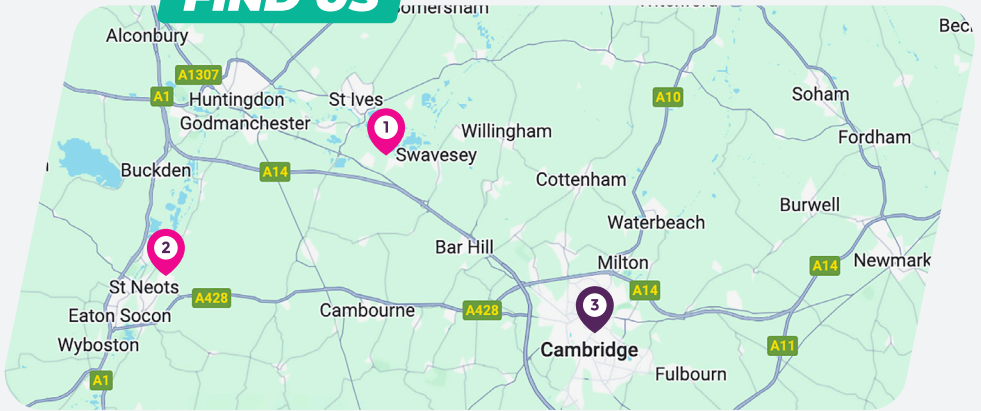 FIND US
Alconbury
A1307
A1
Huntingdon
St Ives
A10
Soham
Godmanchester
1
Willingham
Fordham
Swavesey
Buckden
A14
Cottenham
Burwell
Waterbeach
2
Bar Hill
Milton
A14
Newmark
St Neots
A428
A14
3
Eaton Socon
Cambourne
A428
Wyboston
Cambridge
A11
A1
Fulbourn